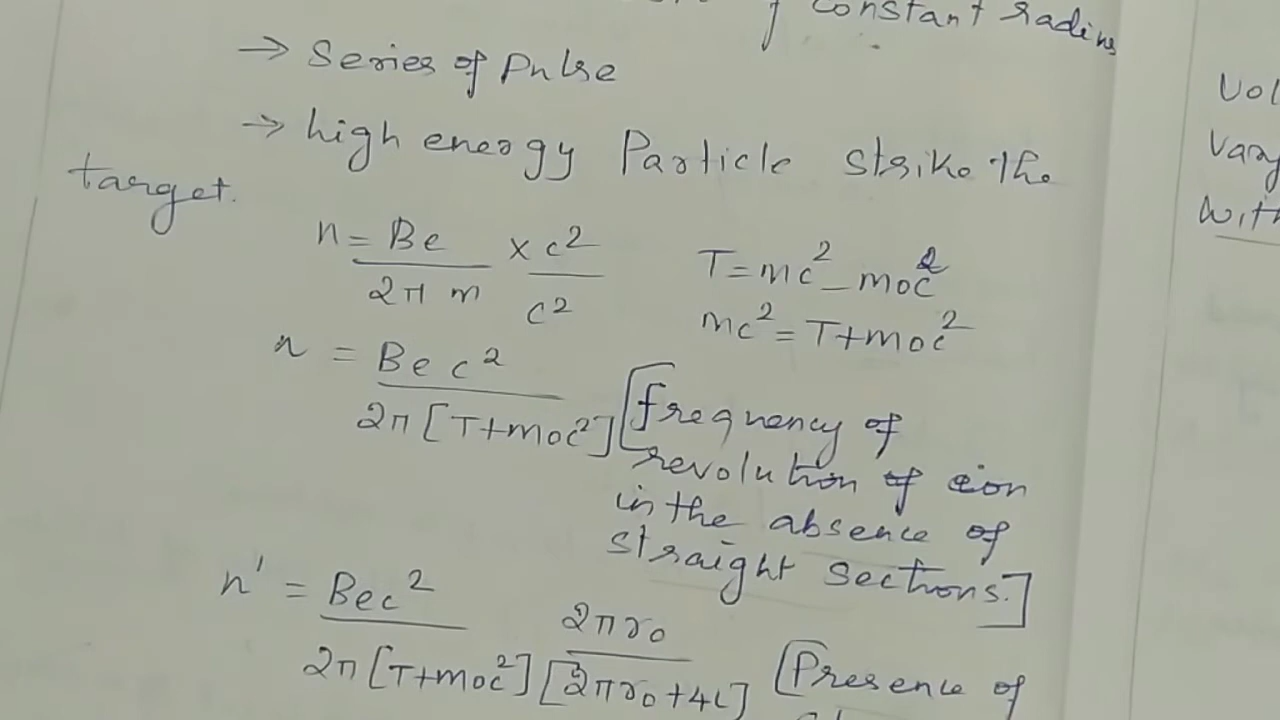 constant radius
→ Series of Pulse
→ high energy Particle strike the
target.
n = Be / 2π m × c² / c²
T = mc² - moc²
mc² = T+moc²
n = Bec² / 2π [T+moc²] [frequency of
revolution of ion
in the absence of
straight sections.]
n' = Bec² / 2π [T+moc²] 2πr0 / [2πr0+4L] [Presence of
Vol
Vary
with